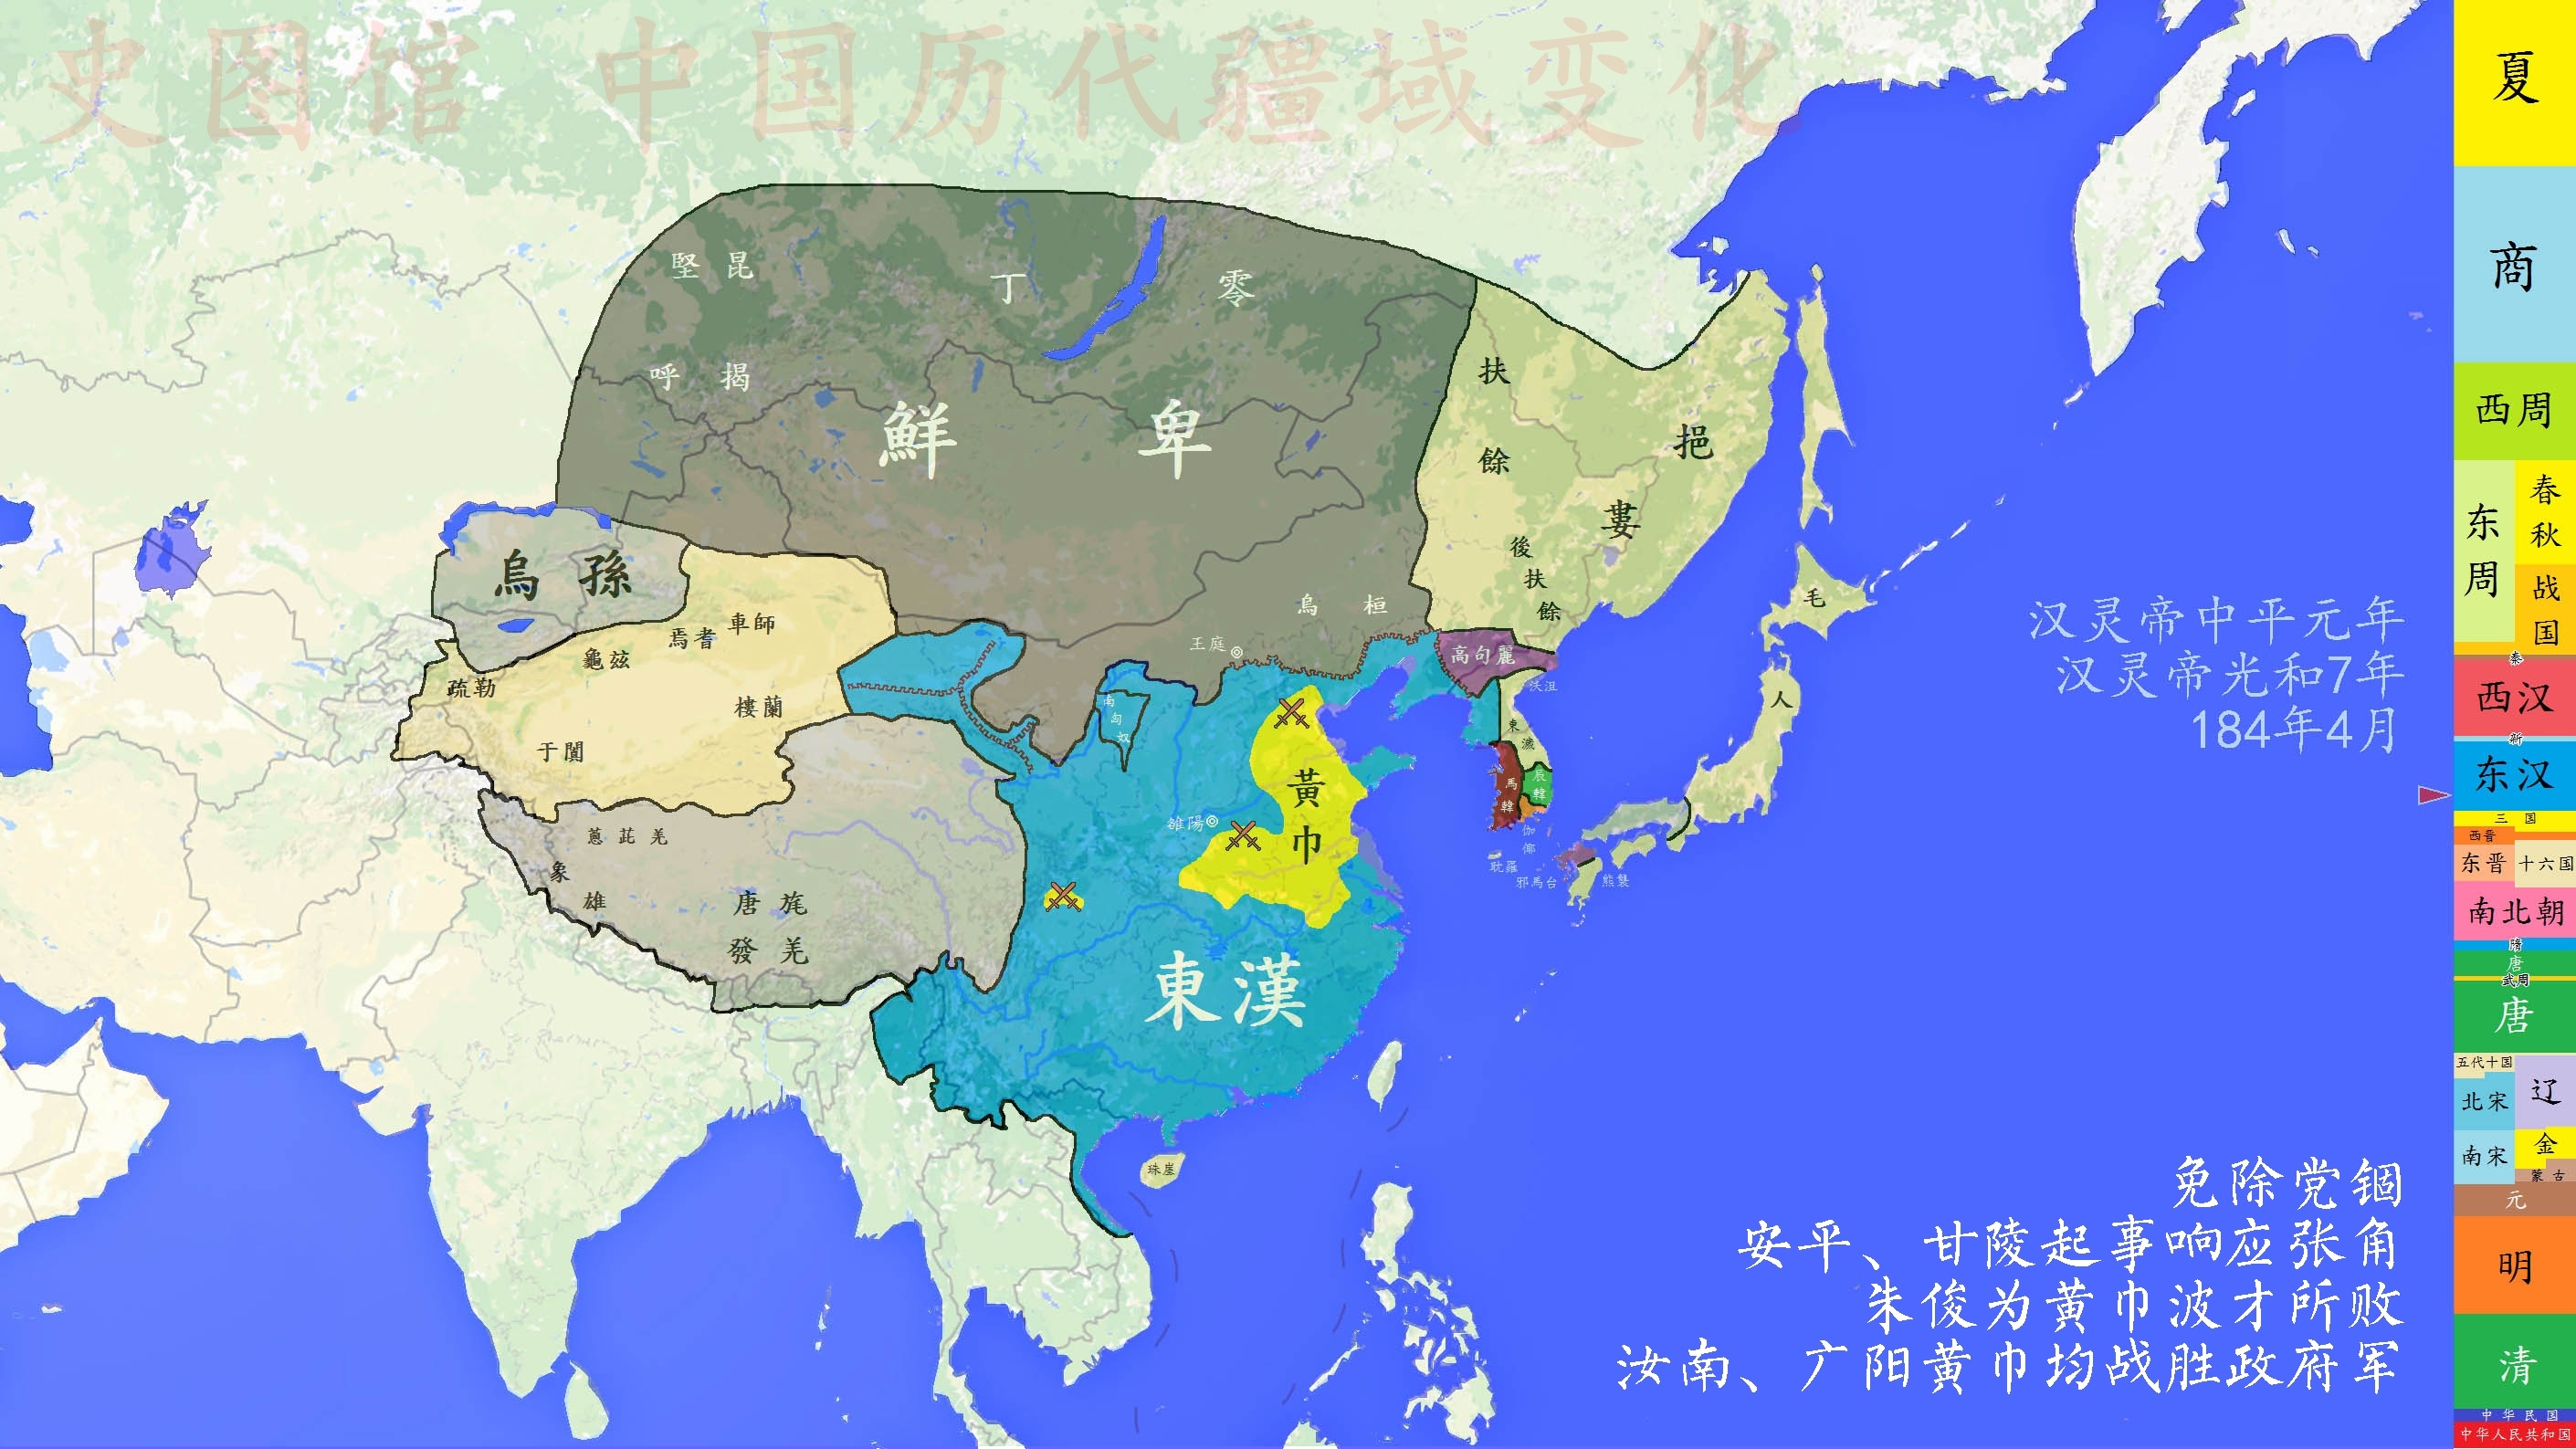 史图馆 中国历代疆域变化
堅昆
丁零
呼揭
鮮卑
扶餘
挹婁
後扶餘
烏孫
烏桓
王庭
車師
焉耆
龜茲
疏勒
樓蘭
于闐
高句麗
沃沮
東濊
南匈奴
馬韓
辰韓
伽倻
耽羅
邪馬台
熊襲
毛人
黃巾
雒陽
蔥茈羌
象雄
唐旄
發羌
東漢
珠崖
汉灵帝中平元年
汉灵帝光和7年
184年4月
免除党锢
安平、甘陵起事响应张角
朱俊为黄巾波才所败
汝南、广阳黄巾均战胜政府军
夏
商
西周
东周
春秋
战国
秦
西汉
新
东汉
三国
西晋
东晋
十六国
南北朝
隋
唐
武周
唐
五代十国
辽
北宋
南宋
金
蒙古
元
明
清
中华民国
中华人民共和国